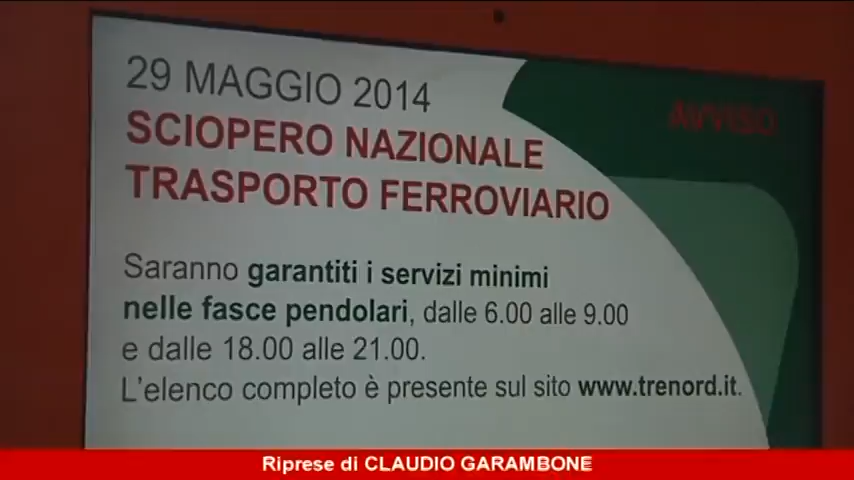 29 MAGGIO 2014
AVVISO
SCIOPERO NAZIONALE
TRASPORTO FERROVIARIO
Saranno garantiti i servizi minimi
nelle fasce pendolari, dalle 6.00 alle 9.00
e dalle 18.00 alle 21.00.
L'elenco completo è presente sul sito www.trenord.it.
Riprese di CLAUDIO GARAMBONE